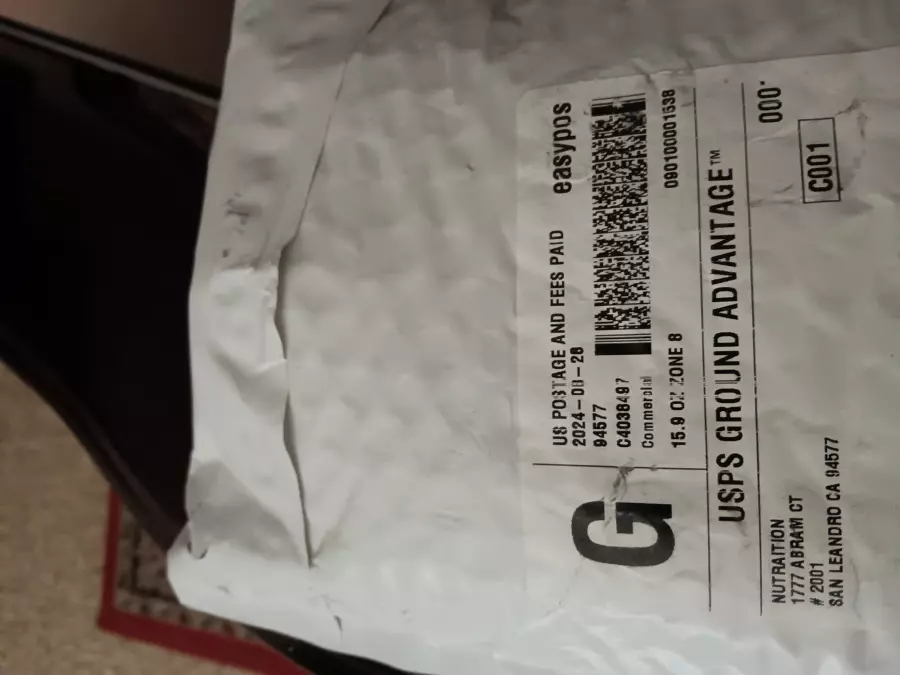 G
US POSTAGE AND FEES PAID
2024-08-28
94577
C4038497
Commercial
15.9 OZ ZONE 8
easypos
0901000001638
USPS GROUND ADVANTAGE™
NUTRAITION
1777 ABRAM CT
# 2001
SAN LEANDRO CA 94577
000
C001